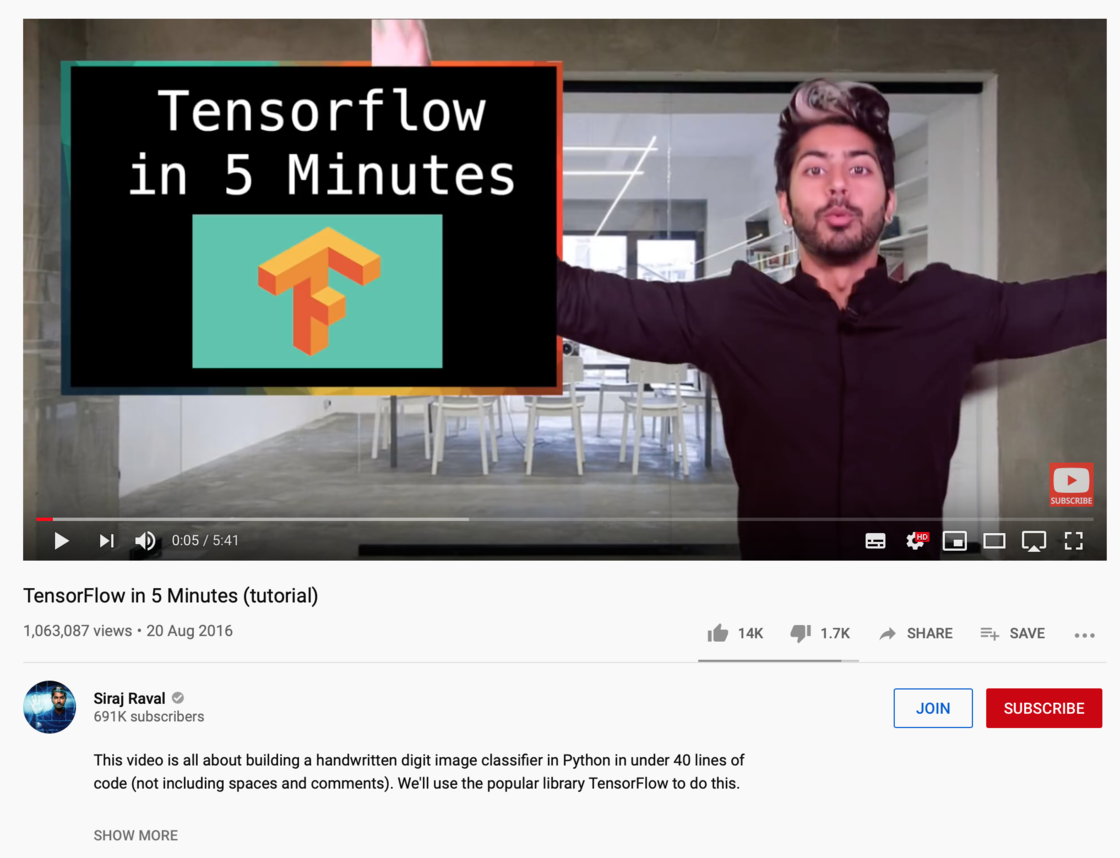 Tensorflow
in 5 Minutes
SUBSCRIBE
0:05 / 5:41
HD
TensorFlow in 5 Minutes (tutorial)
1,063,087 views • 20 Aug 2016
14K
1.7K
SHARE
SAVE
Siraj Raval
691K subscribers
JOIN
SUBSCRIBE
This video is all about building a handwritten digit image classifier in Python in under 40 lines of
code (not including spaces and comments). We'll use the popular library TensorFlow to do this.
SHOW MORE